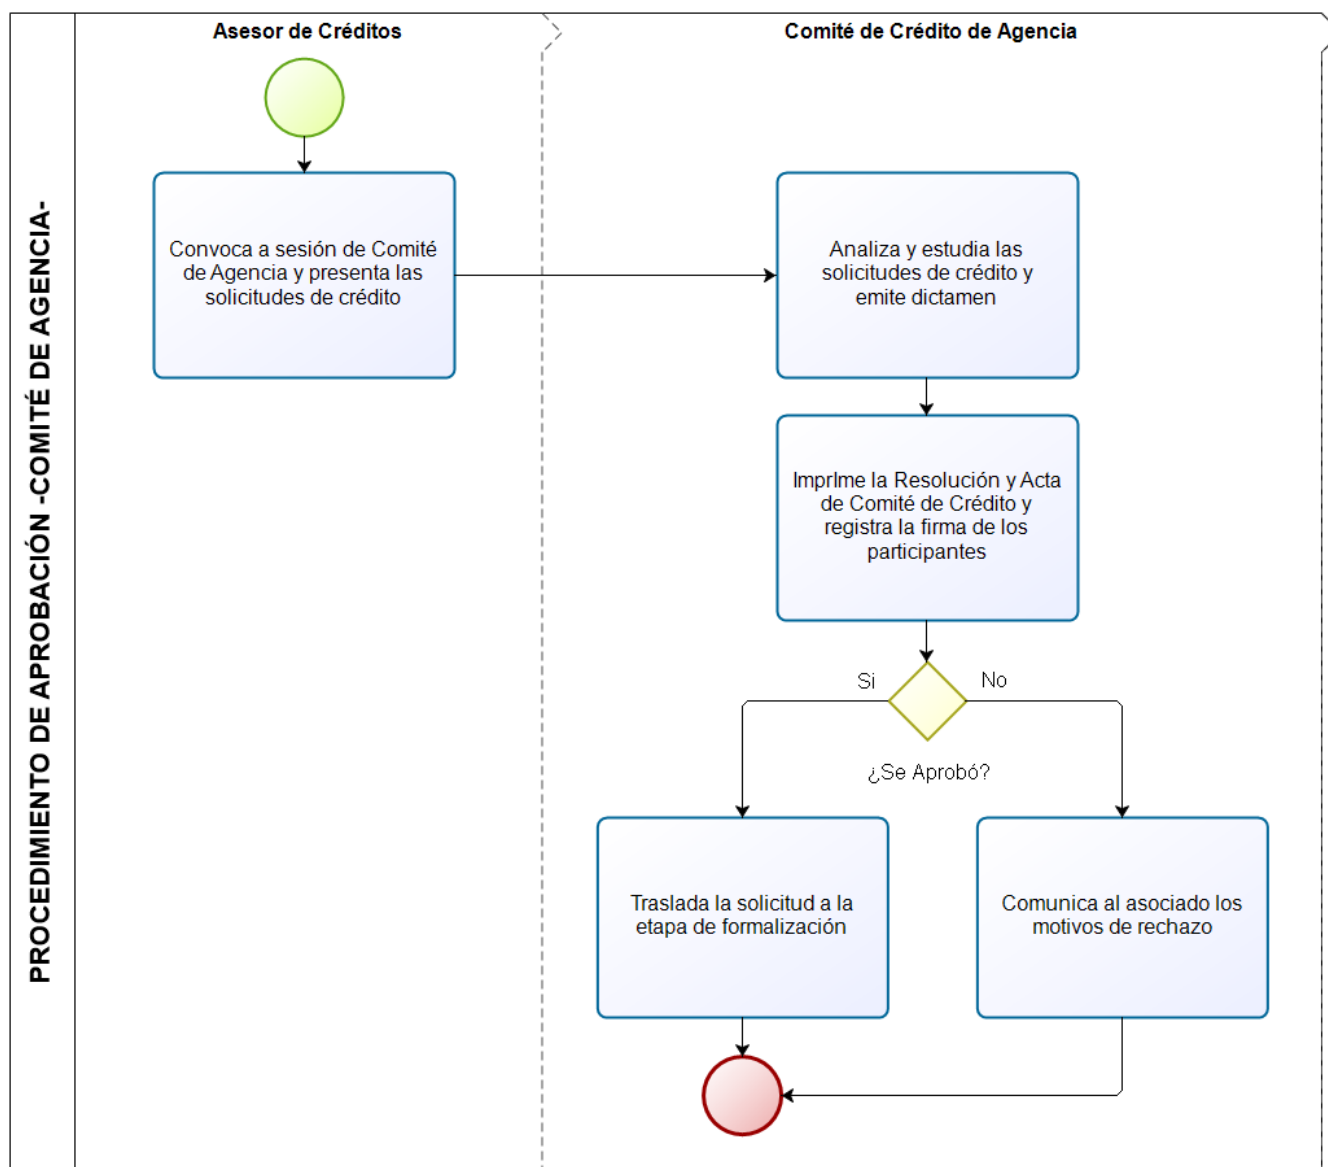 PROCEDIMIENTO DE APROBACIÓN -COMITÉ DE AGENCIA-
Asesor de Créditos
Comité de Crédito de Agencia
Convoca a sesión de Comité
de Agencia y presenta las
solicitudes de crédito
Analiza y estudia las
solicitudes de crédito y
emite dictamen
ImprIme la Resolución y Acta
de Comité de Crédito y
registra la firma de los
participantes
Si
No
¿Se Aprobó?
Traslada la solicitud a la
etapa de formalización
Comunica al asociado los
motivos de rechazo